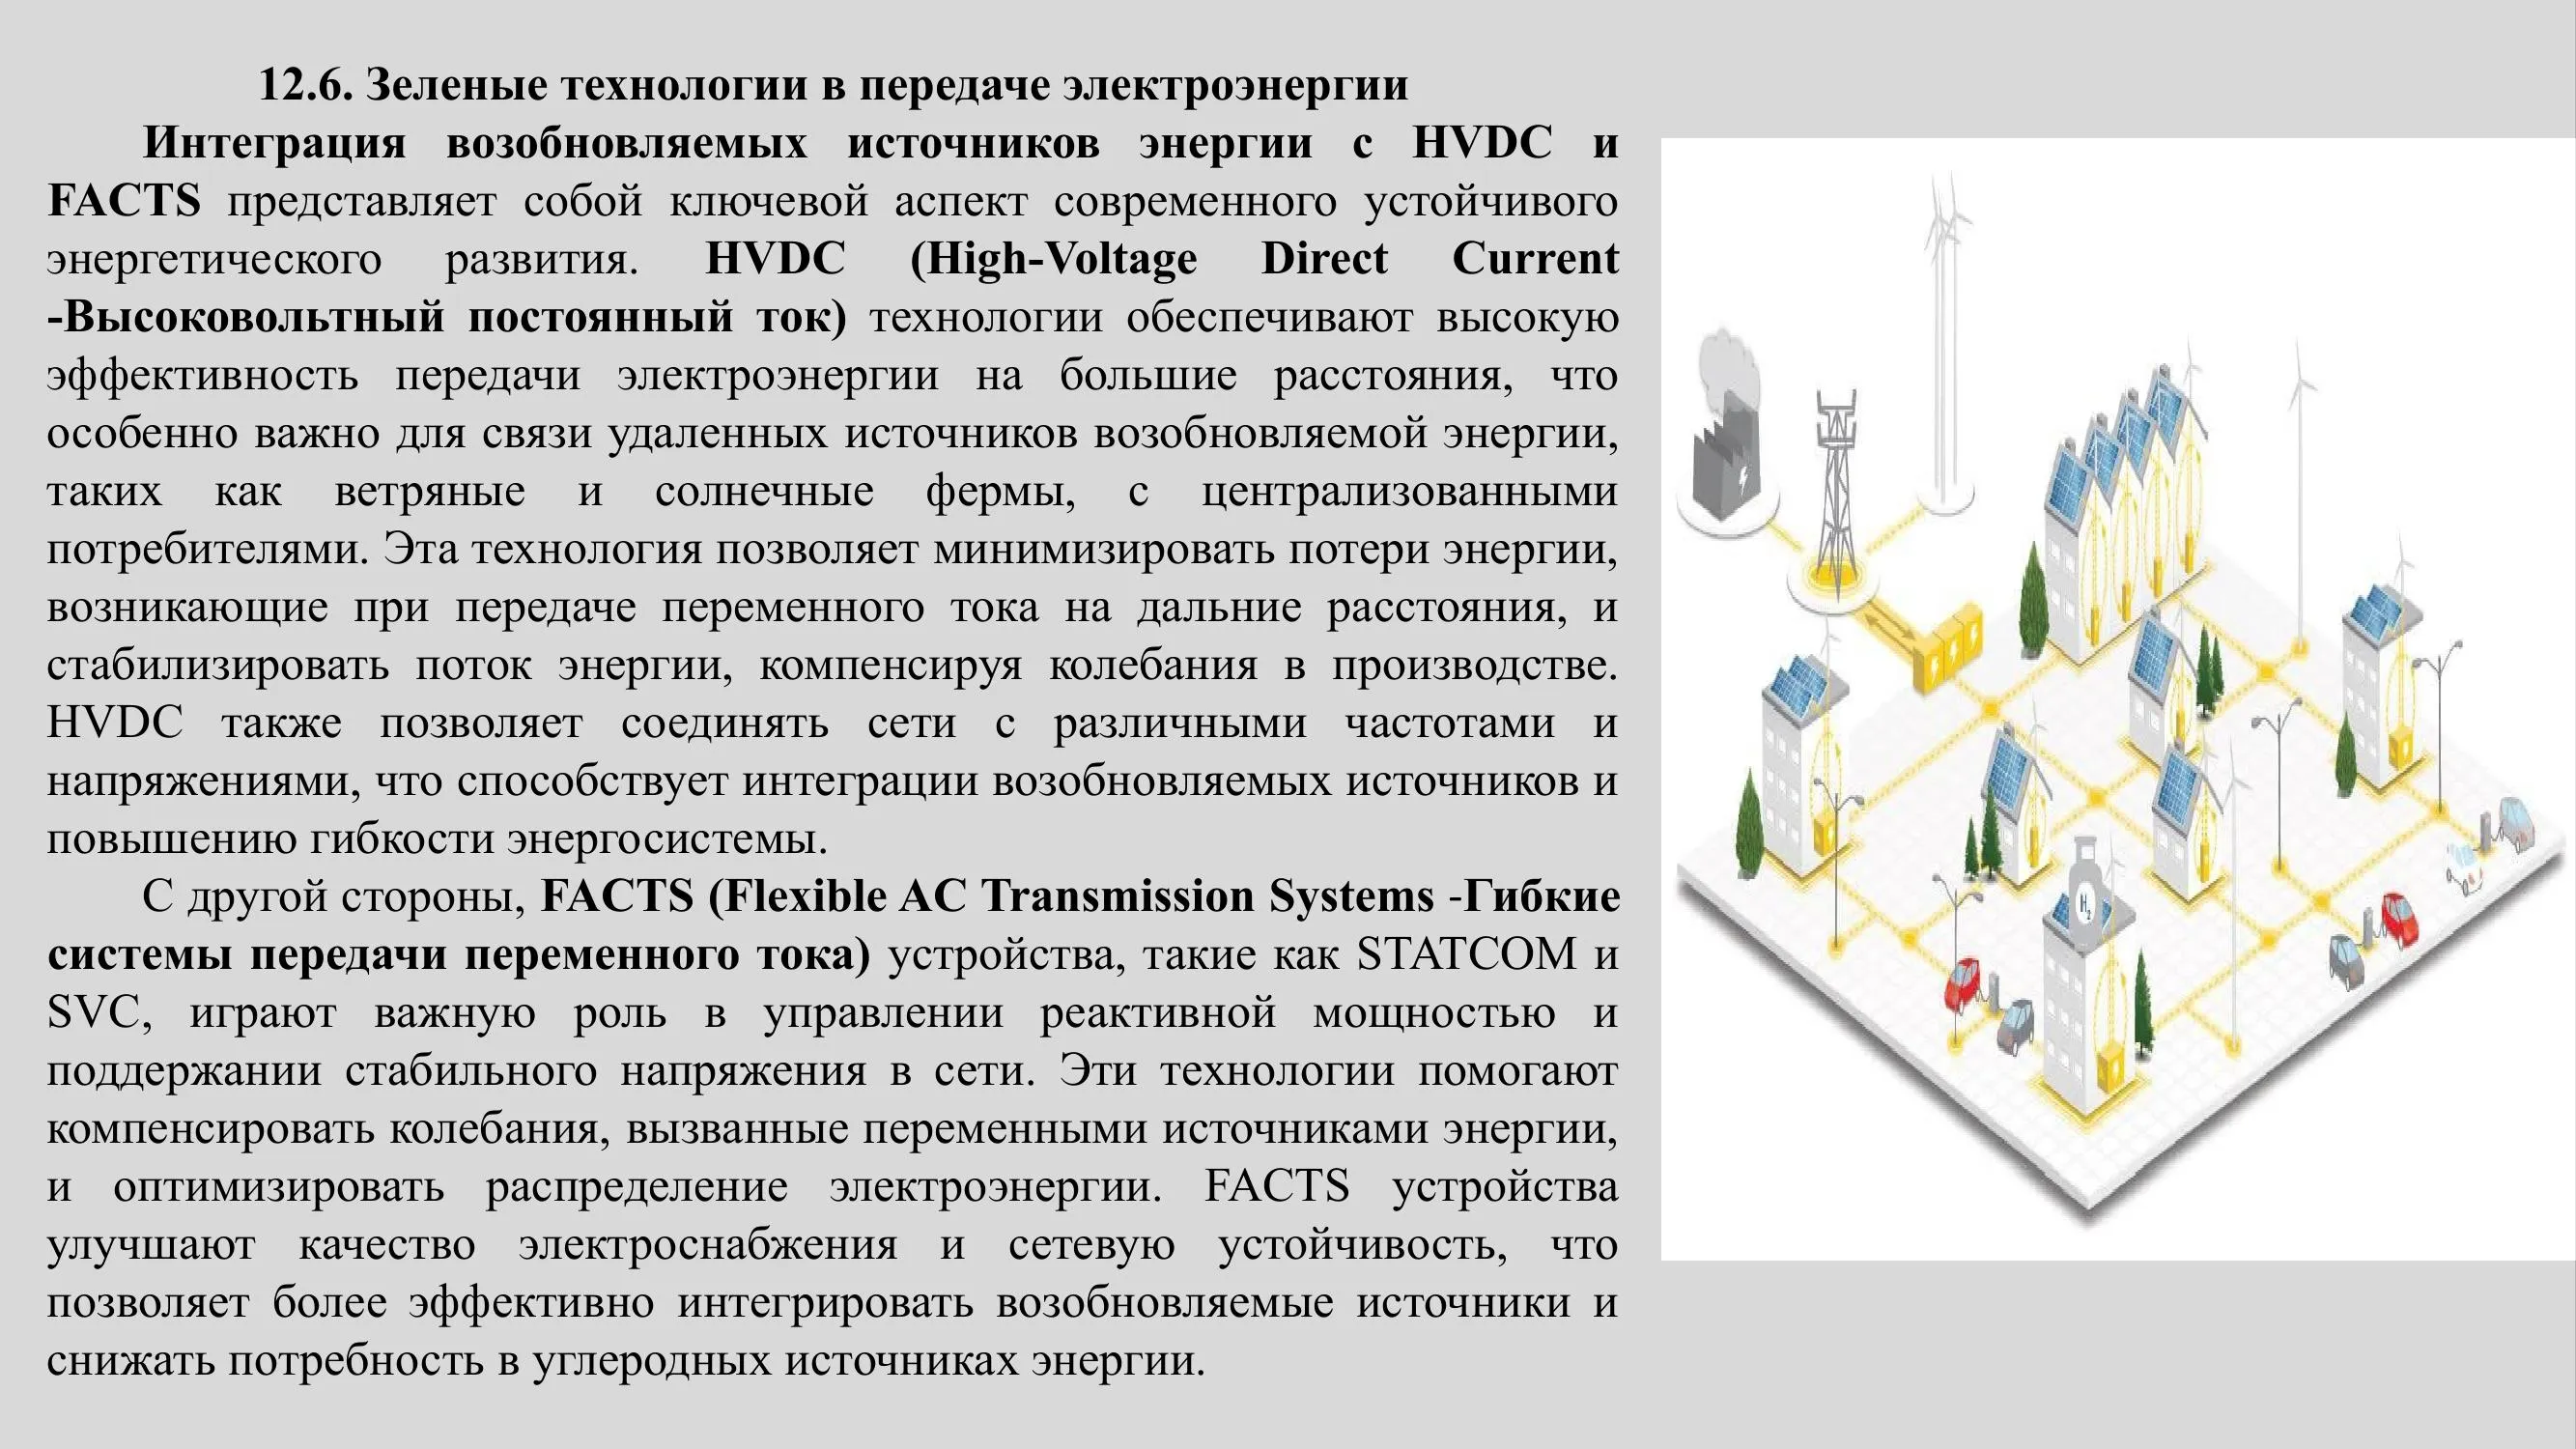 12.6. Зеленые технологии в передаче электроэнергии
Интеграция возобновляемых источников энергии с HVDC и
FACTS представляет собой ключевой аспект современного устойчивого
энергетического развития. HVDC (High-Voltage Direct Current
-Высоковольтный постоянный ток) технологии обеспечивают высокую
эффективность передачи электроэнергии на большие расстояния, что
особенно важно для связи удаленных источников возобновляемой энергии,
таких как ветряные и солнечные фермы, с централизованными
потребителями. Эта технология позволяет минимизировать потери энергии,
возникающие при передаче переменного тока на дальние расстояния, и
стабилизировать поток энергии, компенсируя колебания в производстве.
HVDC также позволяет соединять сети с различными частотами и
напряжениями, что способствует интеграции возобновляемых источников и
повышению гибкости энергосистемы.
С другой стороны, FACTS (Flexible AC Transmission Systems -Гибкие
системы передачи переменного тока) устройства, такие как STATCOM и
SVC, играют важную роль в управлении реактивной мощностью и
поддержании стабильного напряжения в сети. Эти технологии помогают
компенсировать колебания, вызванные переменными источниками энергии,
и оптимизировать распределение электроэнергии. FACTS устройства
улучшают качество электроснабжения и сетевую устойчивость, что
позволяет более эффективно интегрировать возобновляемые источники и
снижать потребность в углеродных источниках энергии.
H2